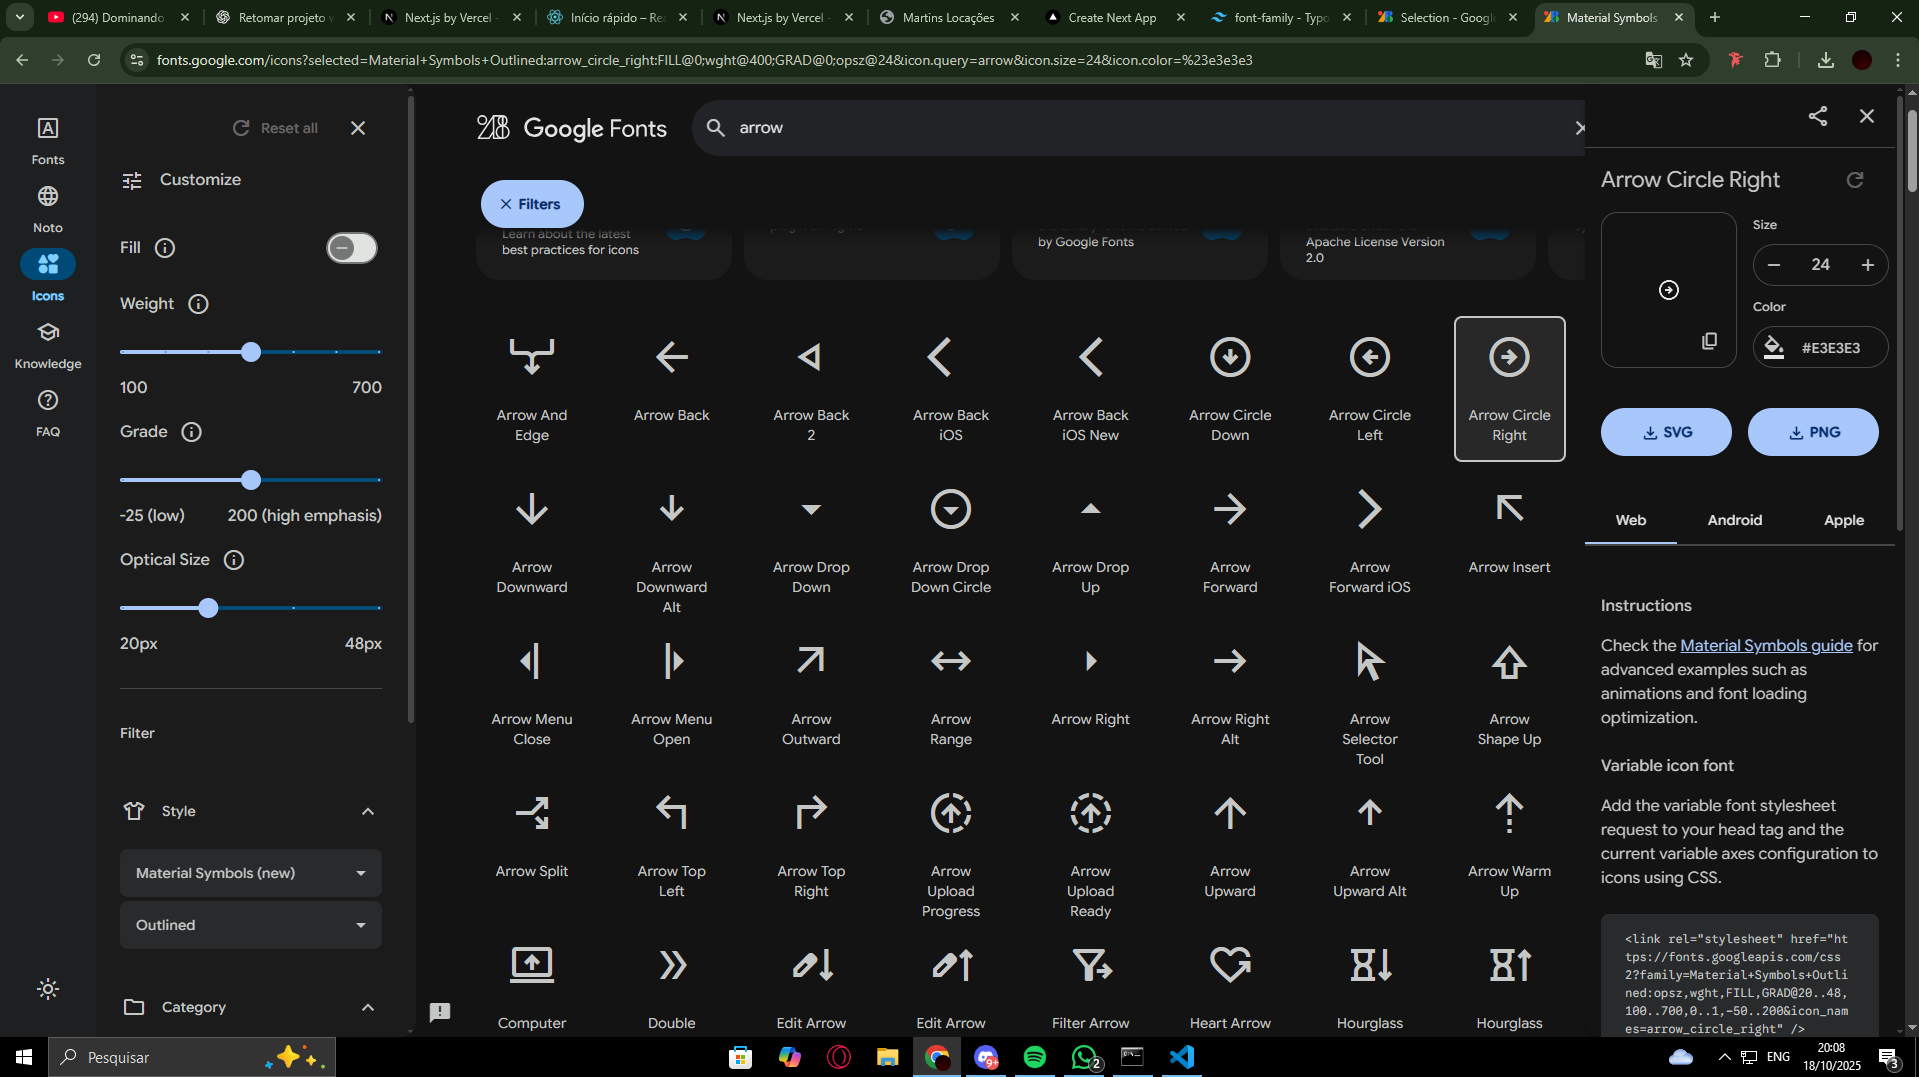 (294) Dominando
Retomar projeto
Next.js by Vercel
Início rápido – Re
Next.js by Vercel
Martins Locações
Create Next App
font-family - Typo
Selection - Google
Material Symbols
fonts.google.com/icons?selected=Material+Symbols+Outlined:arrow_circle_right:FILL@0;wght@400;GRAD@0;opsz@24&icon.query=arrow&icon.size=24&icon.color=%23e3e3e3
Fonts
Noto
Icons
Knowledge
FAQ
Reset all
Customize
Fill
Weight
100 700
Grade
-25 (low) 200 (high emphasis)
Optical Size
20px 48px
Filter
Style
Material Symbols (new)
Outlined
Category
Google Fonts
arrow
Filters
Learn about the latest
best practices for icons
by Google Fonts
Apache License Version
2.0
Arrow And
Edge
Arrow Back
Arrow Back
2
Arrow Back
iOS
Arrow Back
iOS New
Arrow Circle
Down
Arrow Circle
Left
Arrow Circle
Right
Arrow
Downward
Arrow
Downward
Alt
Arrow Drop
Down
Arrow Drop
Down Circle
Arrow Drop
Up
Arrow
Forward
Arrow
Forward iOS
Arrow Insert
Arrow Menu
Close
Arrow Menu
Open
Arrow
Outward
Arrow
Range
Arrow Right
Arrow Right
Alt
Arrow
Selector
Tool
Arrow
Shape Up
Arrow Split
Arrow Top
Left
Arrow Top
Right
Arrow
Upload
Progress
Arrow
Upload
Ready
Arrow
Upward
Arrow
Upward Alt
Arrow Warm
Up
Computer
Double
Edit Arrow
Edit Arrow
Filter Arrow
Heart Arrow
Hourglass
Hourglass
Arrow Circle Right
Size
24
Color
#E3E3E3
SVG
PNG
Web Android Apple
Instructions
Check the Material Symbols guide for
advanced examples such as
animations and font loading
optimization.
Variable icon font
Add the variable font stylesheet
request to your head tag and the
current variable axes configuration to
icons using CSS.
<link rel="stylesheet" href="ht
tps://fonts.googleapis.com/css
2?family=Material+Symbols+Outli
ned:opsz,wght,FILL,GRAD@20..48,
100..700,0..1,-50..200&icon_nam
es=arrow_circle_right" />
Pesquisar
9+
2
ENG
20:08
18/10/2025
3